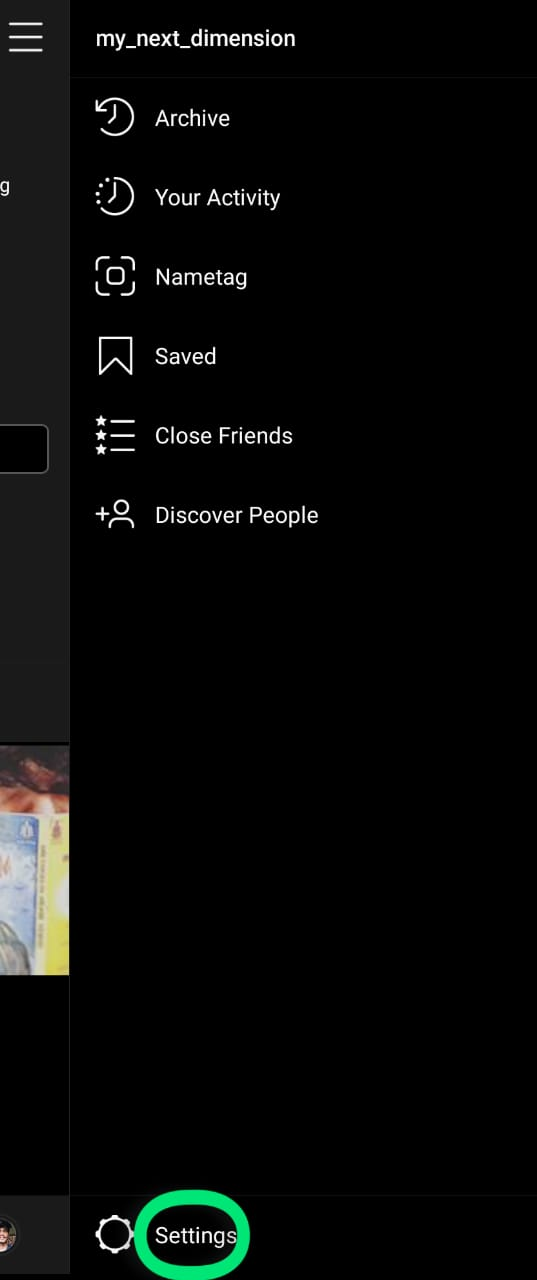 my_next_dimension
Archive
g
Your Activity
Nametag
Saved
Close Friends
Discover People
Settings